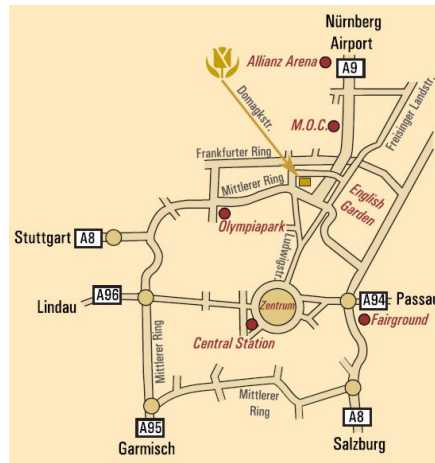 Nürnberg
Airport
Allianz Arena
A9
Domagkstr.
Freisinger Landstr.
M.O.C.
Frankfurter Ring
Mittlerer Ring
English
Garden
Olympiapark
Stuttgart A8
Ludwigstr.
Lindau A96
Zentrum
A94 Passau
Fairground
Central Station
Mittlerer Ring
Mittlerer
Ring
A95
Garmisch
A8
Salzburg